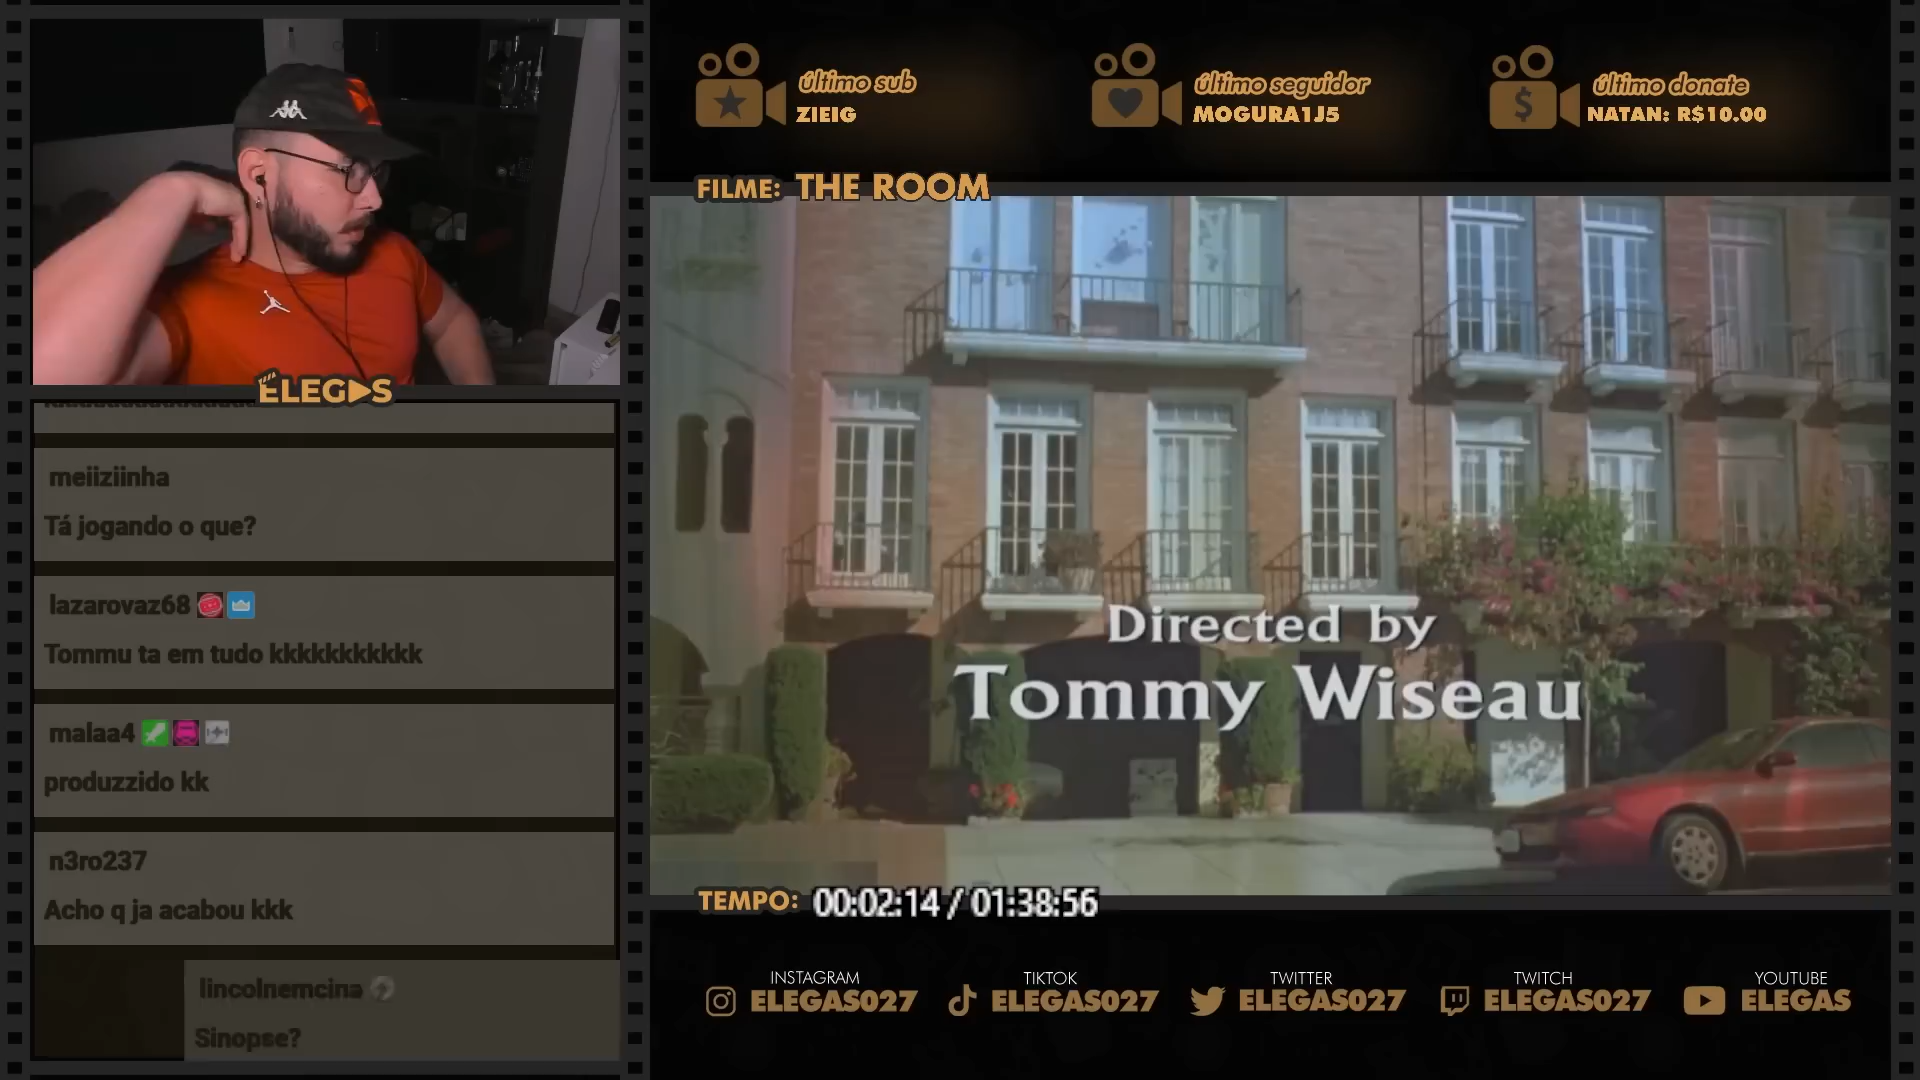 último sub
ZIEIG
último seguidor
MOGURA1J5
último donate
NATAN: R$10.00
FILME: THE ROOM
ELEGAS
meiiziinha
Tá jogando o que?
lazarovaz68
Tommu ta em tudo kkkkkkkkkkk
malaa4
produzzido kk
n3ro237
Acho q ja acabou kkk
lincolnemcina
Sinopse?
Directed by
Tommy Wiseau
TEMPO: 00:02:14 / 01:38:56
INSTAGRAM
ELEGAS027
TIKTOK
ELEGAS027
TWITTER
ELEGAS027
TWITCH
ELEGAS027
YOUTUBE
ELEGAS